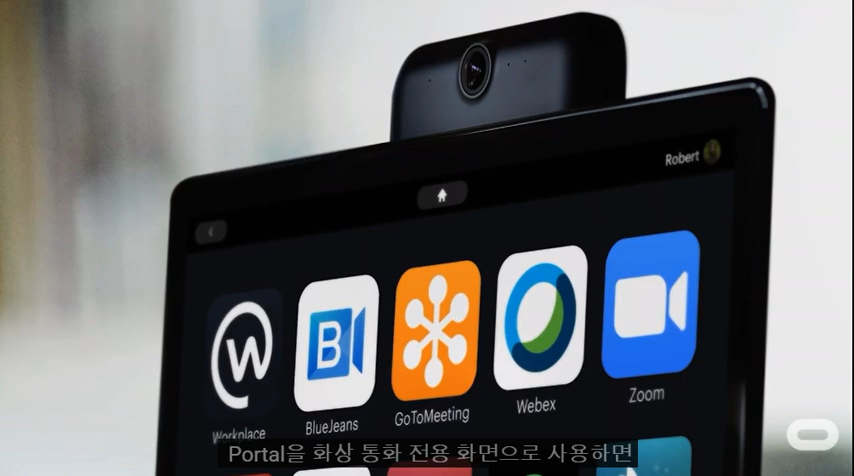 Robert
W
B
Workplace
BlueJeans
GoToMeeting
Webex
Zoom
Portal을 화상 통화 전용 화면으로 사용하면